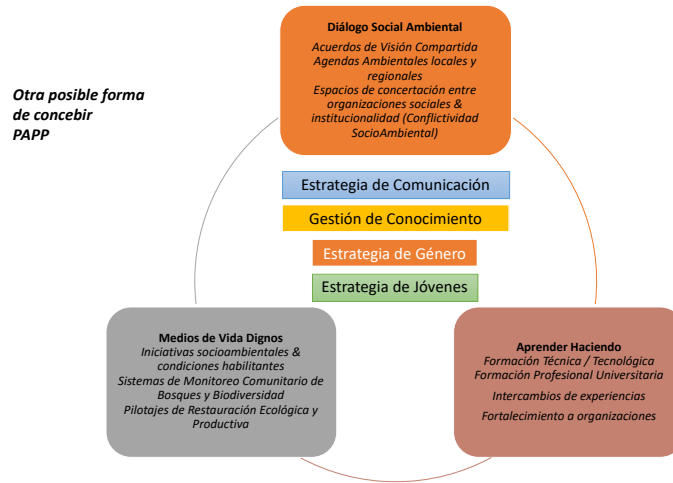 Diálogo Social Ambiental
Acuerdos de Visión Compartida
Agendas Ambientales locales y
regionales
Espacios de concertación entre
organizaciones sociales &
institucionalidad (Conflictividad
SocioAmbiental)
Otra posible forma
de concebir
PAPP
Estrategia de Comunicación
Gestión de Conocimiento
Estrategia de Género
Estrategia de Jóvenes
Medios de Vida Dignos
Iniciativas socioambientales &
condiciones habilitantes
Sistemas de Monitoreo Comunitario de
Bosques y Biodiversidad
Pilotajes de Restauración Ecológica y
Productiva
Aprender Haciendo
Formación Técnica / Tecnológica
Formación Profesional Universitaria
Intercambios de experiencias
Fortalecimiento a organizaciones